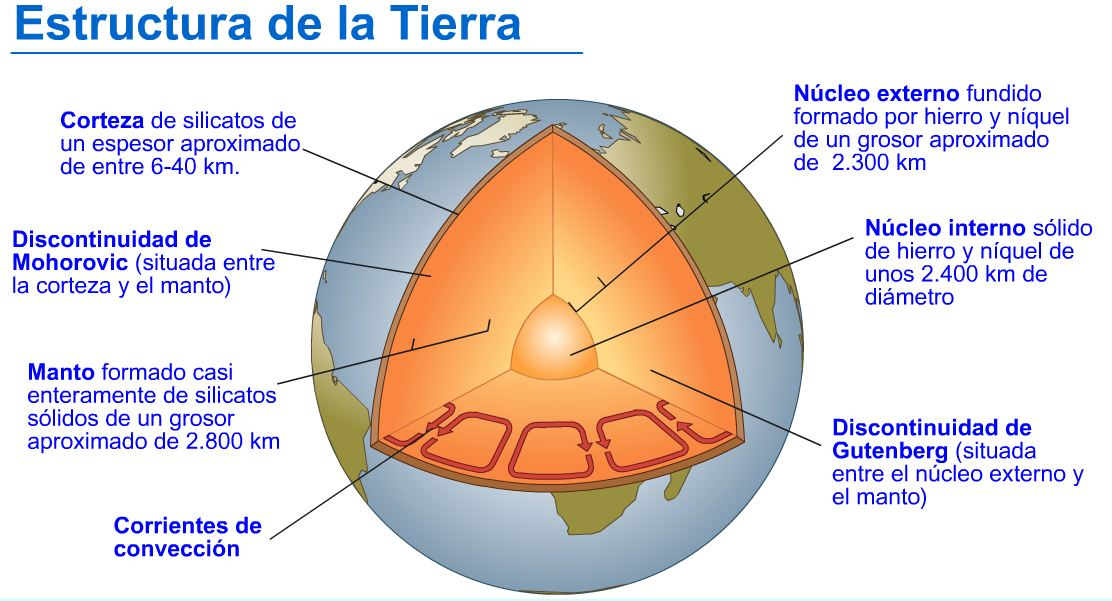 Estructura de la Tierra
Corteza de silicatos de
un espesor aproximado
de entre 6-40 km.
Discontinuidad de
Mohorovic (situada entre
la corteza y el manto)
Manto formado casi
enteramente de silicatos
sólidos de un grosor
aproximado de 2.800 km
Corrientes de
convección
Núcleo externo fundido
formado por hierro y níquel
de un grosor aproximado
de 2.300 km
Núcleo interno sólido
de hierro y níquel de
unos 2.400 km de
diámetro
Discontinuidad de
Gutenberg (situada
entre el núcleo externo y
el manto)